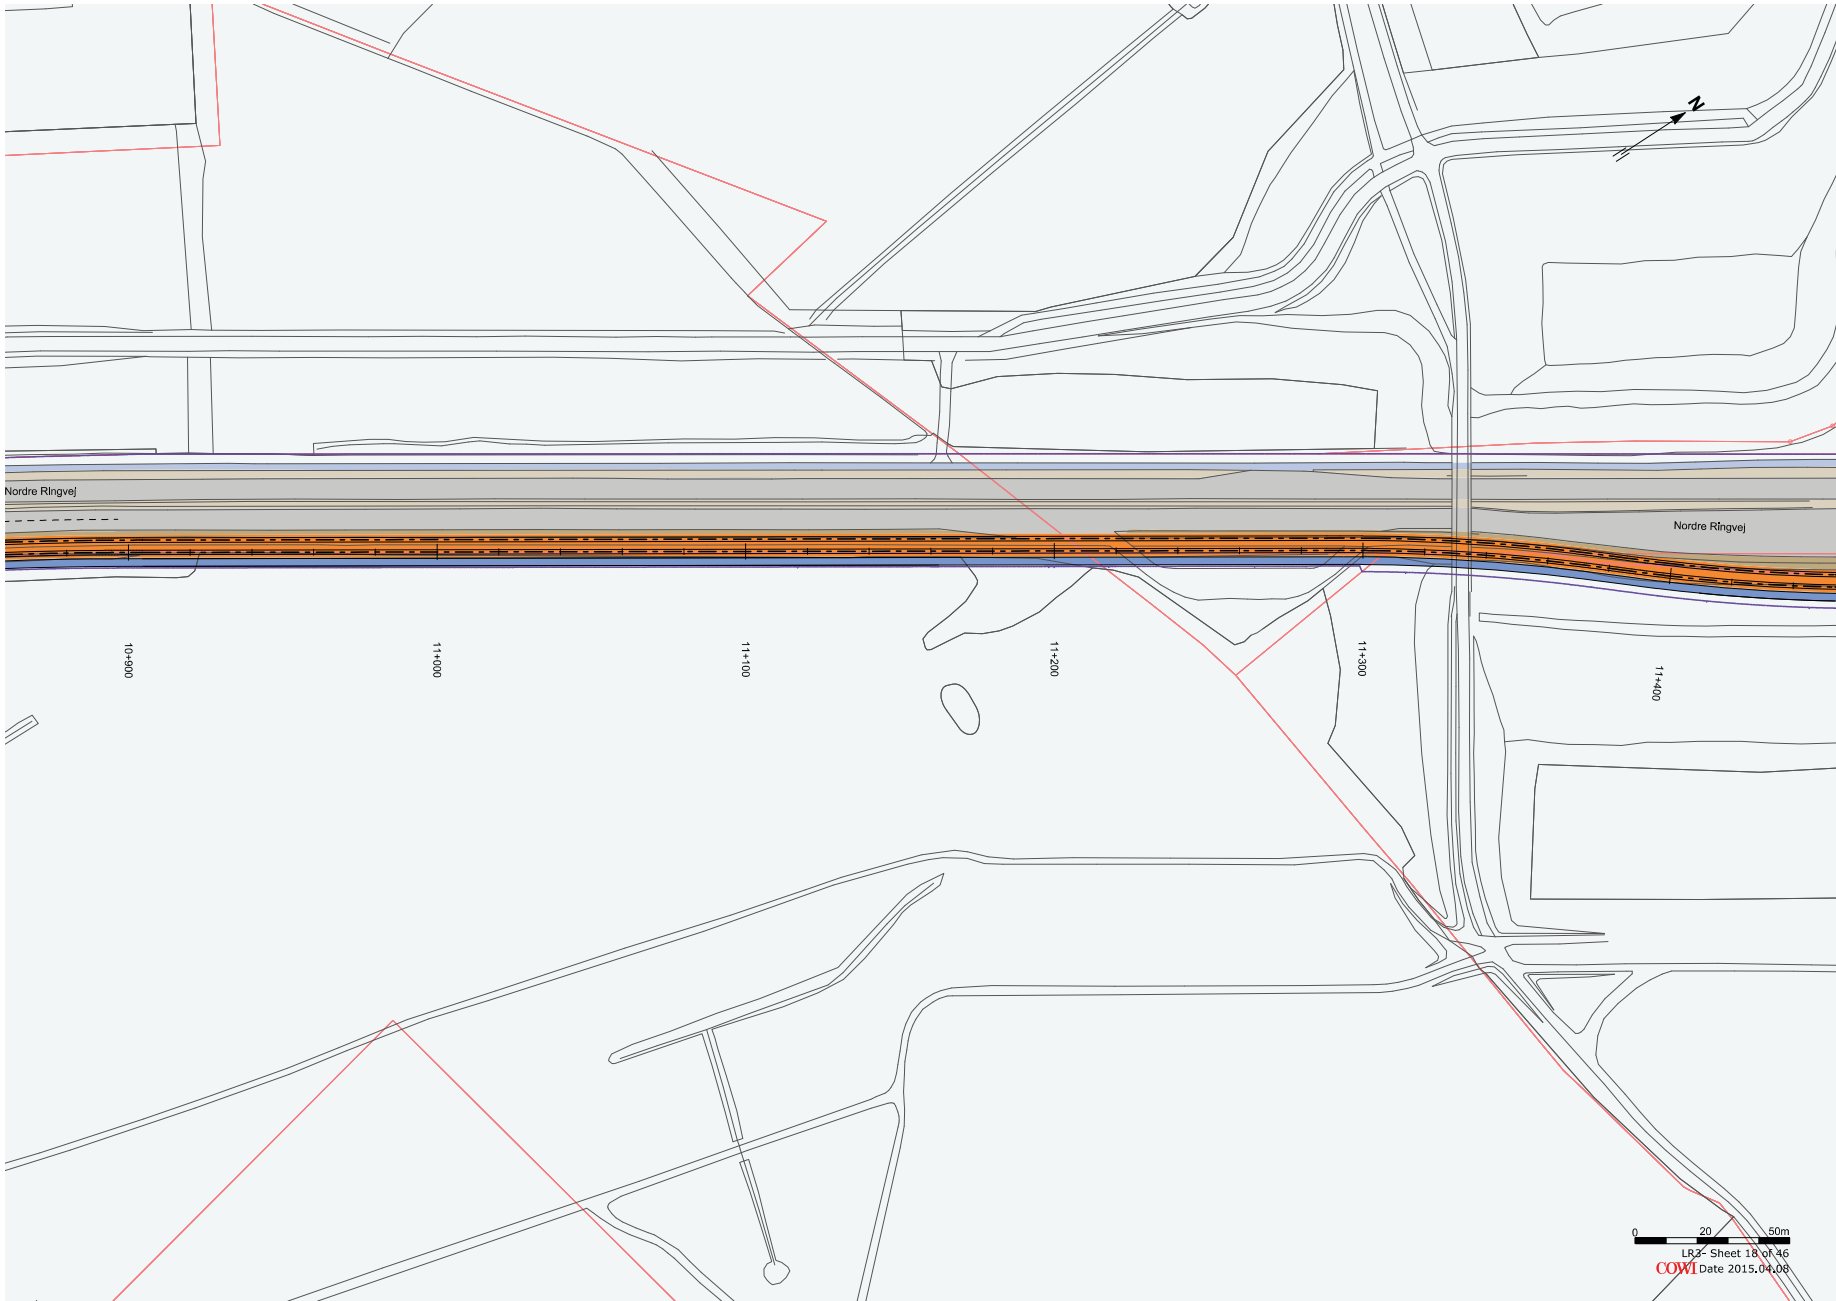 N
Nordre RIngvej
Nordre Ringvej
10+900
11+000
11+100
11+200
11+300
11+400
0 20 50m
LR3- Sheet 18 of 46
COWI Date 2015.04.08